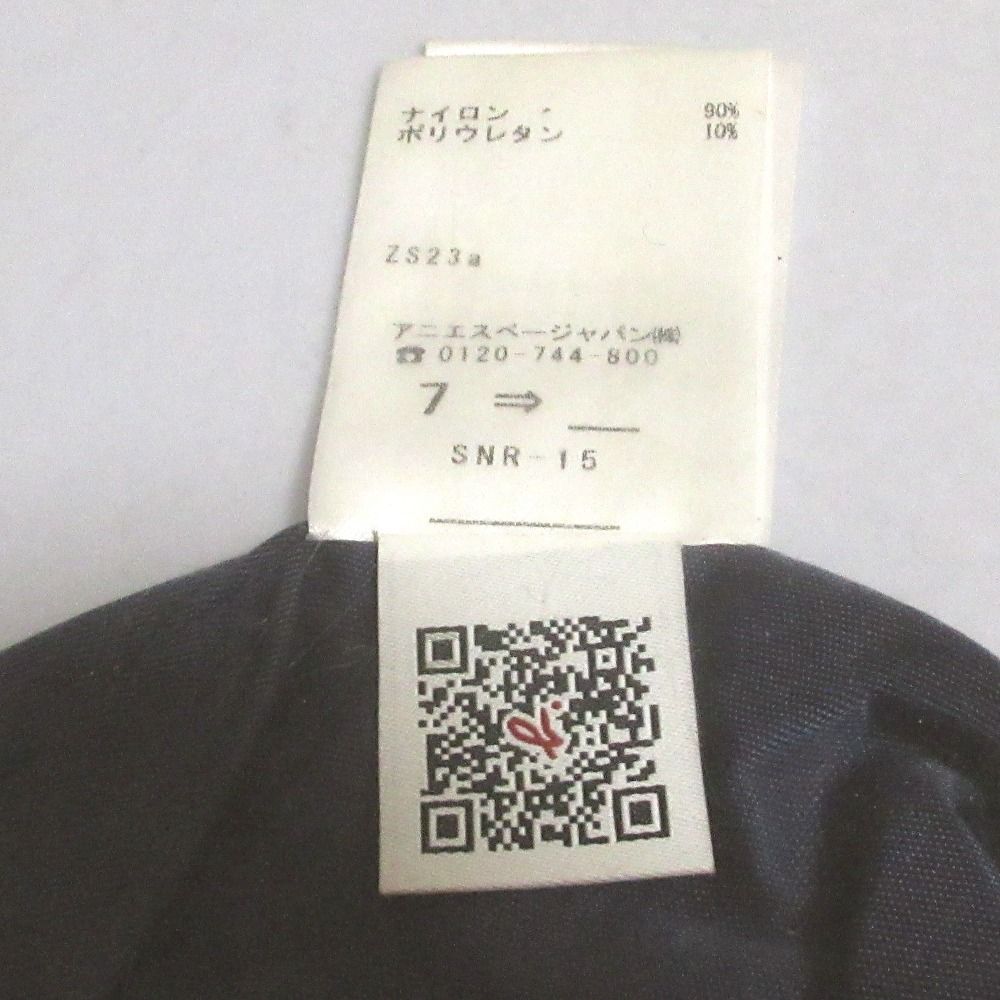 ナイロン 90%
ポリウレタン 10%
ZS23a
アニエスベージャパン㈱
☎ 0120-744-800
7 ⇒ __
SNR-15
b.